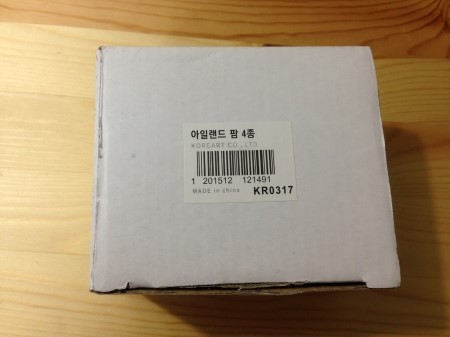 아일랜드 팜 4종
KOREART CO., LTD
1 201512 121491
MADE in china KR0317